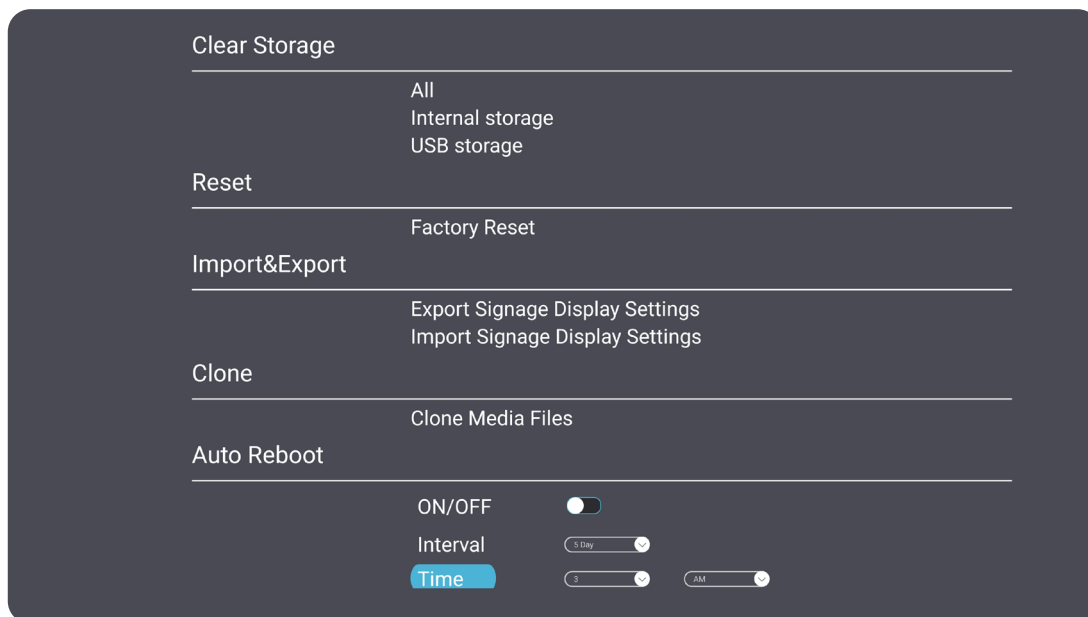 Clear Storage
All
Internal storage
USB storage
Reset
Factory Reset
Import&Export
Export Signage Display Settings
Import Signage Display Settings
Clone
Clone Media Files
Auto Reboot
ON/OFF
Interval 5 Day
Time 3 AM